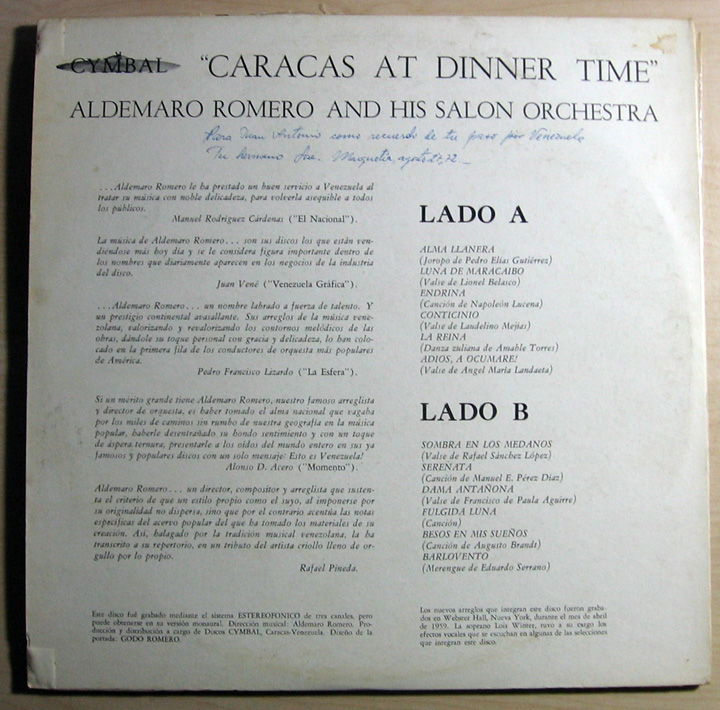 CYMBAL "CARACAS AT DINNER TIME"
ALDEMARO ROMERO AND HIS SALON ORCHESTRA
Para Juan Antonio como recuerdo de tu paso por Venezuela
Tu hermano Jose. agosto 27, 72
...Aldemaro Romero le ha prestado un buen servicio a Venezuela al
tratar su música con noble delicadeza, para volverla asequible a todos
los públicos.
Manuel Rodríguez Cárdenas ("El Nacional").
La música de Aldemaro Romero... son sus discos los que están ven-
diéndose más hoy día y se le considera figura importante dentro de
los nombres que diariamente aparecen en los negocios de la industria
del disco.
Juan Vené ("Venezuela Gráfica").
...Aldemaro Romero... un nombre labrado a fuerza de talento. Y
un prestigio continental avasallante. Sus arreglos de la música vene-
zolana, valorizando y revalorizando los contornos melódicos de las
obras, dándole su toque personal con gracia y delicadeza, lo han colo-
cado en la primera fila de los conductores de orquesta más populares
de América.
Pedro Francisco Lizardo ("La Esfera").
Si un mérito grande tiene Aldemaro Romero, nuestro famoso arreglista
y director de orquesta, es haber tomado el alma nacional que vagaba
por los miles de caminos sin rumbo de nuestra geografía en la música
popular, haberle desentrañado su hondo sentimiento y con un toque
de áspera ternura, presentarle a los oídos del mundo entero en sus ya
famosos y populares discos con un solo mensaje: Esto es Venezuela!
Alonso D. Acero ("Momento").
Aldemaro Romero... un director, compositor y arreglista que susten-
ta el criterio de que un estilo propio como el suyo, al imponerse por
su originalidad no dispersa, sino que por el contrario acentúa las notas
específicas del acervo popular del que ha tomado los materiales de su
creación. Así, halagado por la tradición musical venezolana, la ha
transcrito a su repertorio, en un tributo del artista criollo lleno de or-
gullo por lo propio.
Rafael Pineda.
Este disco fué grabado mediante el sistema ESTEREOFONICO de tres canales, pero
puede obtenerse en su versión monaural. Dirección musical: Aldemaro Romero. Pro-
ducción y distribución a cargo de Discos CYMBAL, Caracas-Venezuela. Diseño de la
portada: GODO ROMERO.
LADO A
ALMA LLANERA
(Joropo de Pedro Elías Gutiérrez)
LUNA DE MARACAIBO
(Valse de Lionel Belasco)
ENDRINA
(Canción de Napoleón Lucena)
CONTICINIO
(Valse de Laudelino Mejías)
LA REINA
(Danza zuliana de Amable Torres)
ADIOS, A OCUMARE!
(Valse de Angel María Landaeta)
LADO B
SOMBRA EN LOS MEDANOS
(Valse de Rafael Sánchez López)
SERENATA
(Canción de Manuel E. Pérez Díaz)
DAMA ANTAÑONA
(Valse de Francisco de Paula Aguirre)
FULGIDA LUNA
(Canción)
BESOS EN MIS SUEÑOS
(Canción de Augusto Brandt)
BARLOVENTO
(Merengue de Eduardo Serrano)
Los nuevos arreglos que integran este disco fueron graba-
dos en Webster Hall, Nueva York, durante el mes de abril
de 1959. La soprano Lois Winter, tuvo a su cargo los
efectos vocales que se escuchan en algunas de las selecciones
que integran este disco.